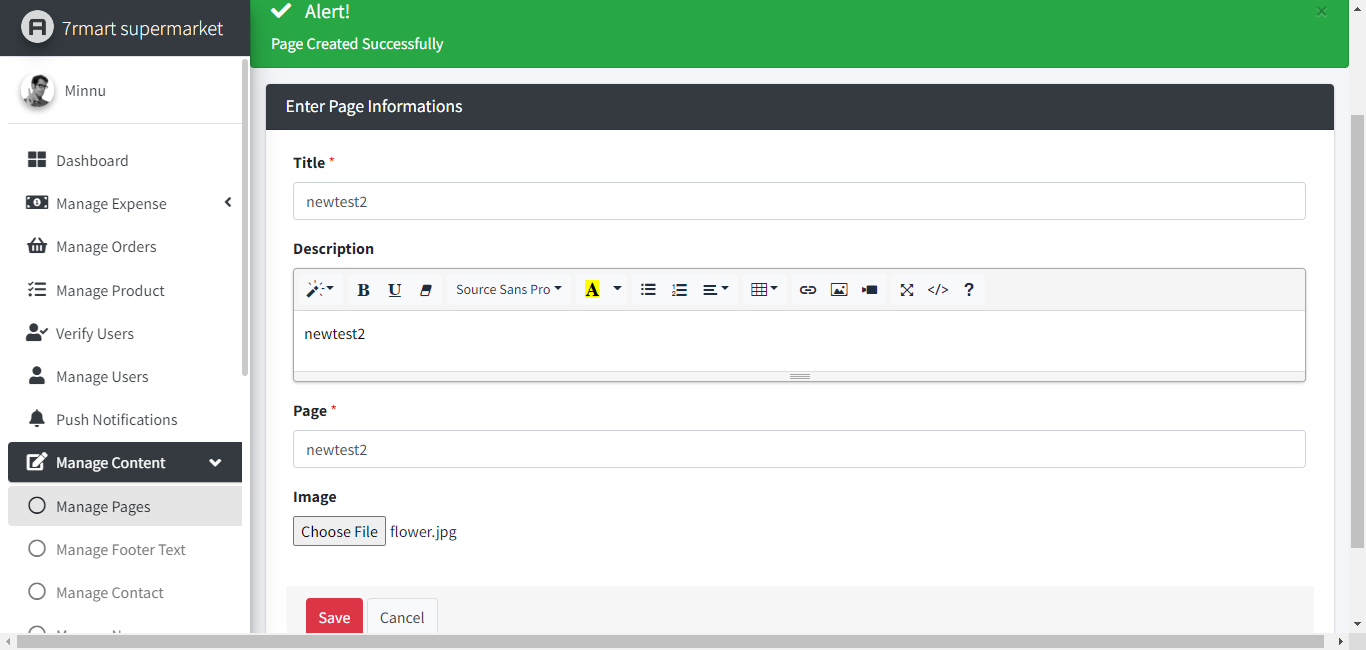 7rmart supermarket
Alert!
×
Page Created Successfully
Minnu
Dashboard
Manage Expense
Manage Orders
Manage Product
Verify Users
Manage Users
Push Notifications
Manage Content
Manage Pages
Manage Footer Text
Manage Contact
Enter Page Informations
Title *
newtest2
Description
B U Source Sans Pro A </> ?
newtest2
Page *
newtest2
Image
Choose File flower.jpg
Save Cancel